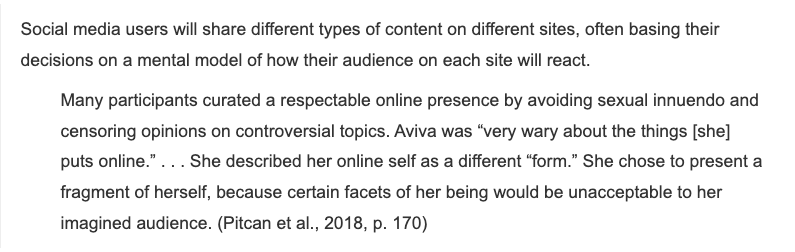 Social media users will share different types of content on different sites, often basing their
decisions on a mental model of how their audience on each site will react.
Many participants curated a respectable online presence by avoiding sexual innuendo and
censoring opinions on controversial topics. Aviva was “very wary about the things [she]
puts online.” . . . She described her online self as a different “form.” She chose to present a
fragment of herself, because certain facets of her being would be unacceptable to her
imagined audience. (Pitcan et al., 2018, p. 170)